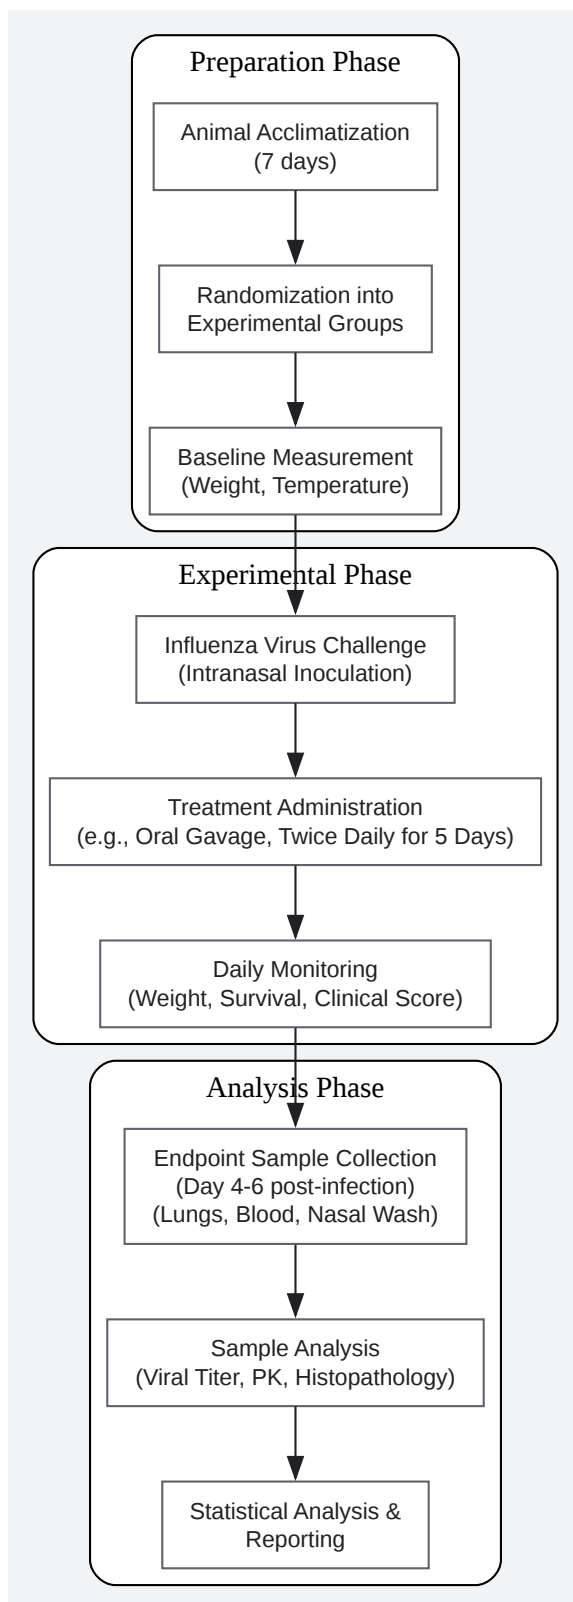 Preparation Phase
Animal Acclimatization
(7 days)
Randomization into
Experimental Groups
Baseline Measurement
(Weight, Temperature)
Experimental Phase
Influenza Virus Challenge
(Intranasal Inoculation)
Treatment Administration
(e.g., Oral Gavage, Twice Daily for 5 Days)
Daily Monitoring
(Weight, Survival, Clinical Score)
Analysis Phase
Endpoint Sample Collection
(Day 4-6 post-infection)
(Lungs, Blood, Nasal Wash)
Sample Analysis
(Viral Titer, PK, Histopathology)
Statistical Analysis &
Reporting